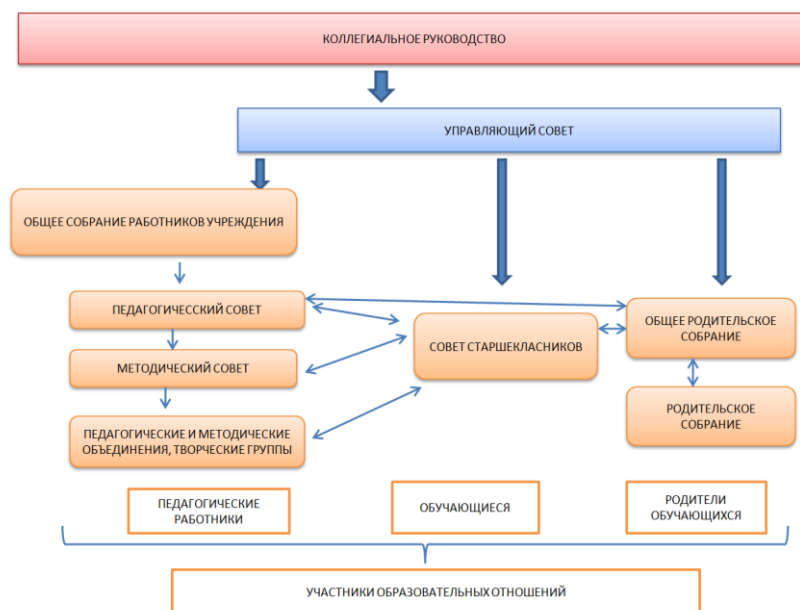 КОЛЛЕГИАЛЬНОЕ РУКОВОДСТВО
УПРАВЛЯЮЩИЙ СОВЕТ
ОБЩЕЕ СОБРАНИЕ РАБОТНИКОВ УЧРЕЖДЕНИЯ
ПЕДАГОГИЧЕССКИЙ СОВЕТ
МЕТОДИЧЕСКИЙ СОВЕТ
ПЕДАГОГИЧЕСКИЕ И МЕТОДИЧЕСКИЕ
ОБЪЕДИНЕНИЯ, ТВОРЧЕСКИЕ ГРУППЫ
СОВЕТ СТАРШЕКЛАСНИКОВ
ОБЩЕЕ РОДИТЕЛЬСКОЕ
СОБРАНИЕ
РОДИТЕЛЬСКОЕ
СОБРАНИЕ
ПЕДАГОГИЧЕСКИЕ
РАБОТНИКИ
ОБУЧАЮЩИЕСЯ
РОДИТЕЛИ
ОБУЧАЮЩИХСЯ
УЧАСТНИКИ ОБРАЗОВАТЕЛЬНЫХ ОТНОШЕНИЙ